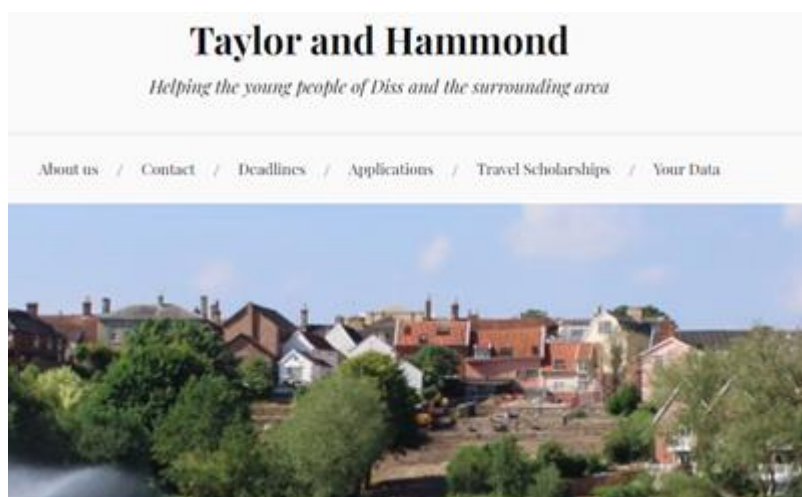 Taylor and Hammond
Helping the young people of Diss and the surrounding area
About us / Contact / Deadlines / Applications / Travel Scholarships / Your Data